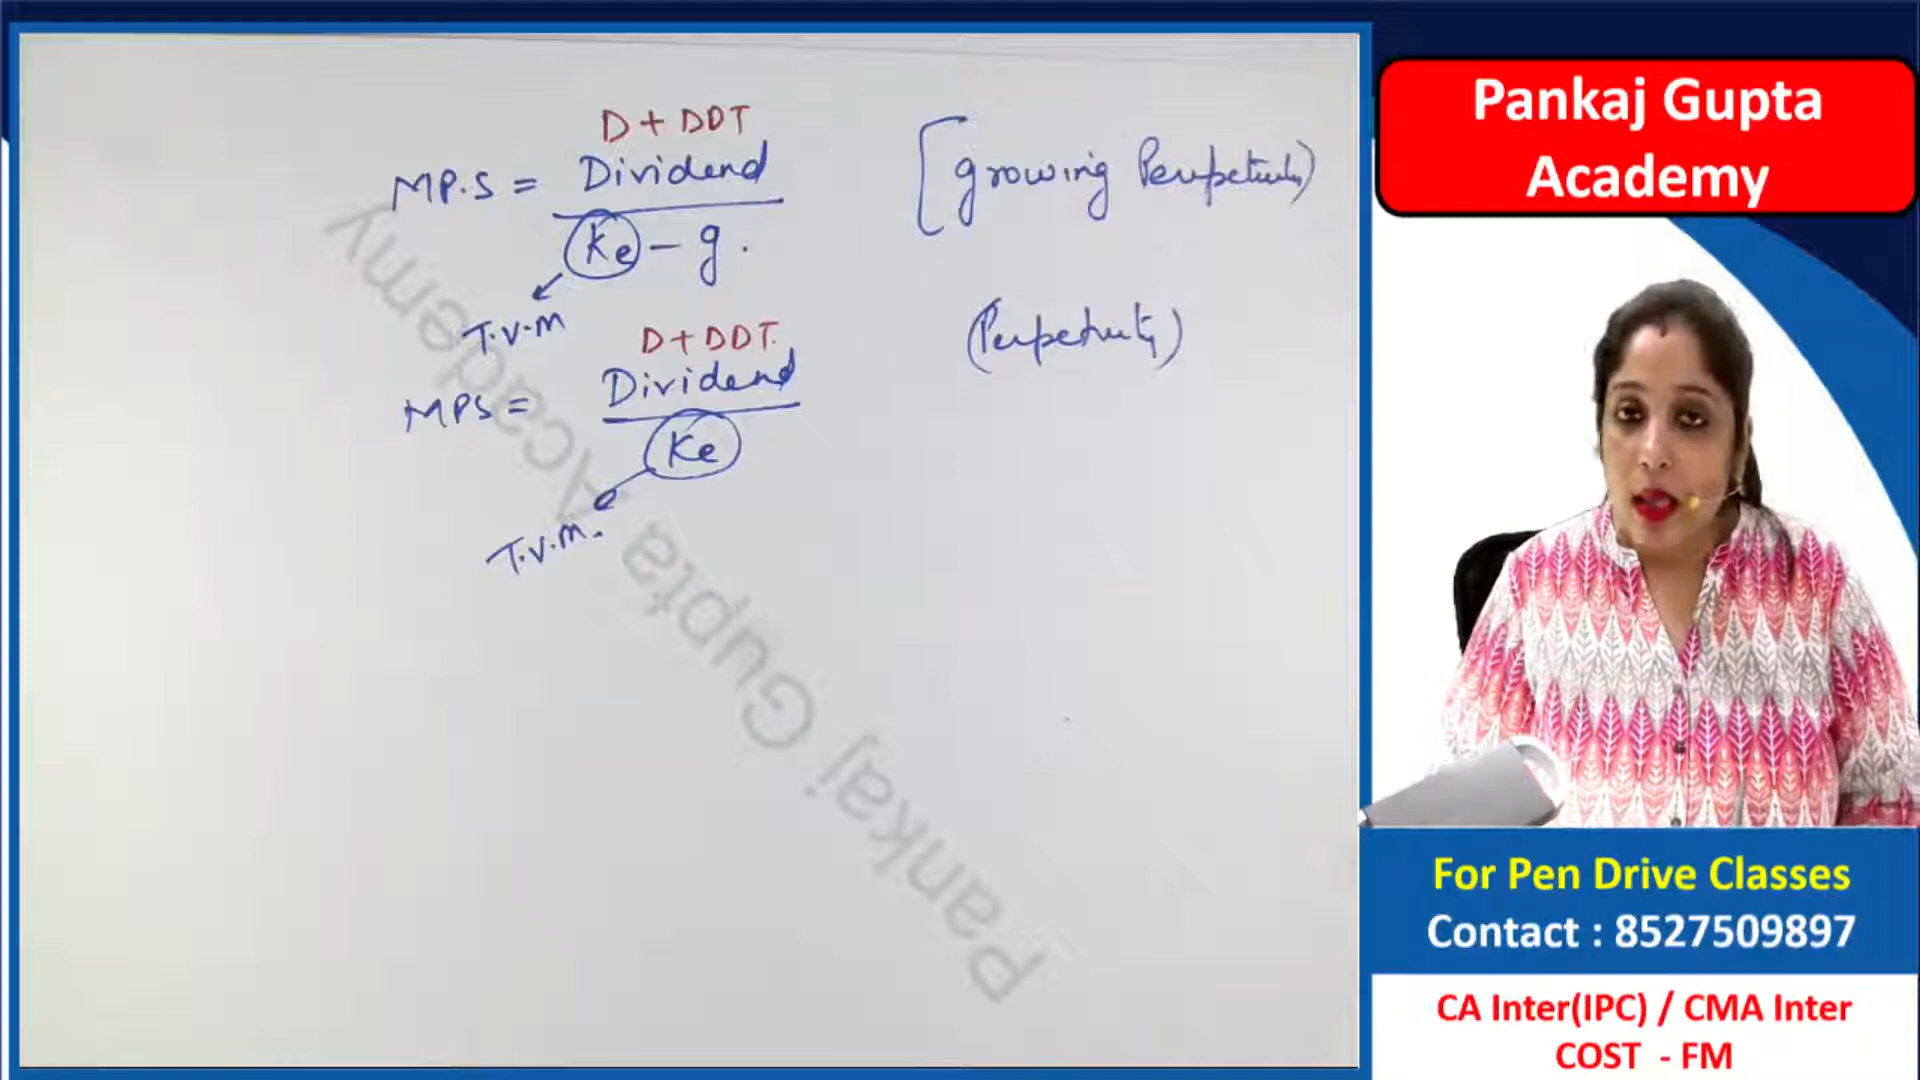 D + DDT
MP.S = Dividend [growing Perpetuity)
Ke - g.
T.V.M
D + DDT.
MPS = Dividend (Perpetuity)
Ke
T.V.M.
Pankaj Gupta Academy
Pankaj Gupta
Academy
For Pen Drive Classes
Contact : 8527509897
CA Inter(IPC) / CMA Inter
COST - FM